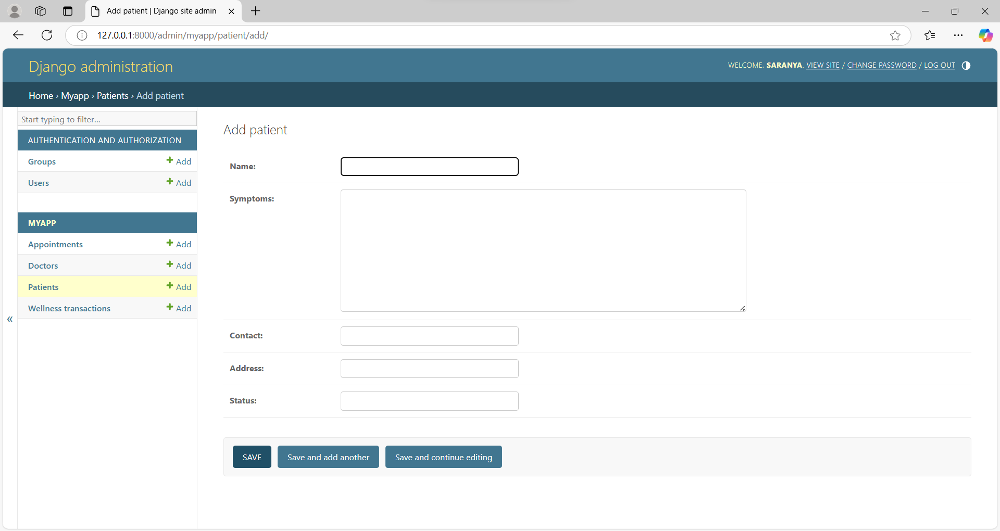 Add patient | Django site admin
127.0.0.1:8000/admin/myapp/patient/add/
Django administration
WELCOME, SARANYA. VIEW SITE / CHANGE PASSWORD / LOG OUT
Home › Myapp › Patients › Add patient
Start typing to filter...
AUTHENTICATION AND AUTHORIZATION
Groups Add
Users Add
MYAPP
Appointments Add
Doctors Add
Patients Add
Wellness transactions Add
«
Add patient
Name:
Symptoms:
Contact:
Address:
Status:
SAVE Save and add another Save and continue editing